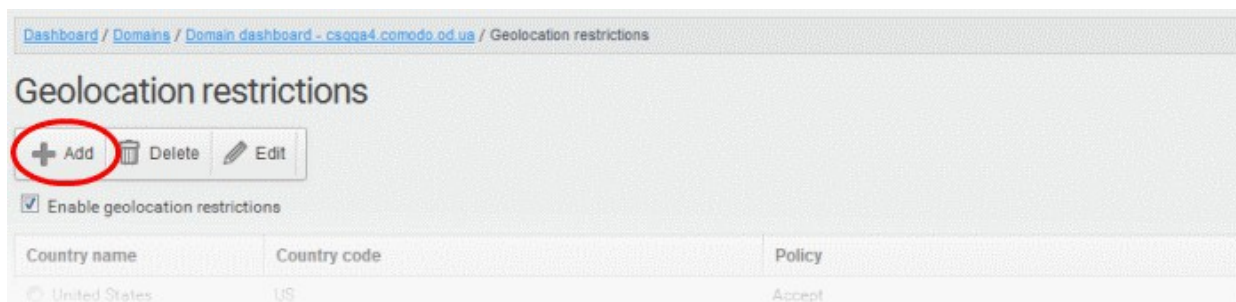 Dashboard / Domains / Domain dashboard - csqqa4.comodo.od.ua / Geolocation restrictions
Geolocation restrictions
Add Delete Edit
Enable geolocation restrictions
Country name Country code Policy
United States US Accept